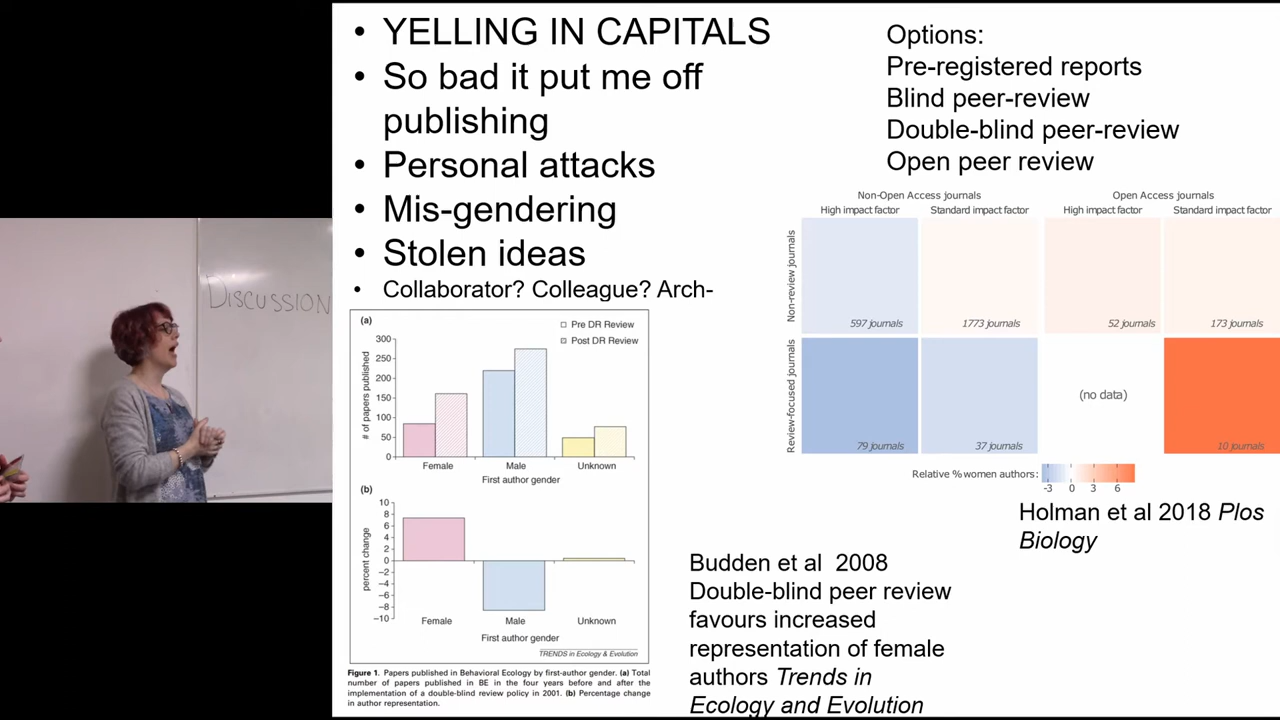 DISCUSSION
• YELLING IN CAPITALS
• So bad it put me off
publishing
• Personal attacks
• Mis-gendering
• Stolen ideas
• Collaborator? Colleague? Arch-
Options:
Pre-registered reports
Blind peer-review
Double-blind peer-review
Open peer review
Non-Open Access journals
Open Access journals
High impact factor
Standard impact factor
High impact factor
Standard impact factor
Non-review journals
597 journals
1773 journals
52 journals
173 journals
Review-focused journals
79 journals
37 journals
(no data)
10 journals
Relative % women authors:
-3 0 3 6
Holman et al 2018 Plos
Biology
(a)
Pre DR Review
Post DR Review
# of papers published
300
250
200
150
100
50
0
Female
Male
Unknown
First author gender
(b)
percent change
10
8
6
4
2
0
−2
−4
−6
−8
−10
Female
Male
Unknown
First author gender
TRENDS in Ecology & Evolution
Figure 1. Papers published in Behavioral Ecology by first-author gender. (a) Total
number of papers published in BE in the four years before and after the
implementation of a double-blind review policy in 2001. (b) Percentage change
in author representation.
Budden et al 2008
Double-blind peer review
favours increased
representation of female
authors Trends in
Ecology and Evolution